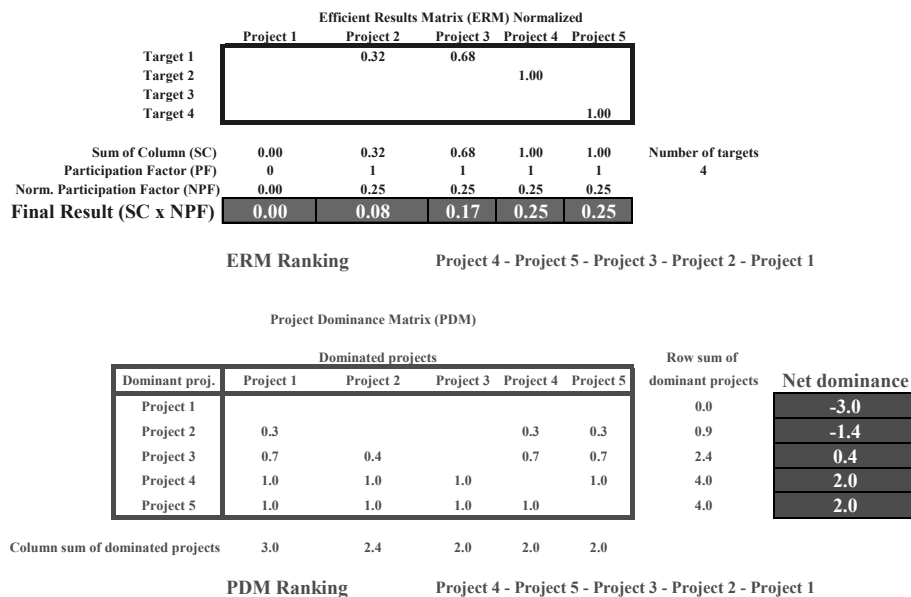 Efficient Results Matrix (ERM) Normalized
Project 1 Project 2 Project 3 Project 4 Project 5
Target 1 0.32 0.68
Target 2 1.00
Target 3
Target 4 1.00
Sum of Column (SC) 0.00 0.32 0.68 1.00 1.00 Number of targets
Participation Factor (PF) 0 1 1 1 1 4
Norm. Participation Factor (NPF) 0.00 0.25 0.25 0.25 0.25
Final Result (SC x NPF) 0.00 0.08 0.17 0.25 0.25
ERM Ranking Project 4 - Project 5 - Project 3 - Project 2 - Project 1
Project Dominance Matrix (PDM)
Dominated projects Row sum of
Dominant proj. Project 1 Project 2 Project 3 Project 4 Project 5 dominant projects Net dominance
Project 1 0.0 -3.0
Project 2 0.3 0.3 0.3 0.9 -1.4
Project 3 0.7 0.4 0.7 0.7 2.4 0.4
Project 4 1.0 1.0 1.0 1.0 4.0 2.0
Project 5 1.0 1.0 1.0 1.0 4.0 2.0
Column sum of dominated projects 3.0 2.4 2.0 2.0 2.0
PDM Ranking Project 4 - Project 5 - Project 3 - Project 2 - Project 1